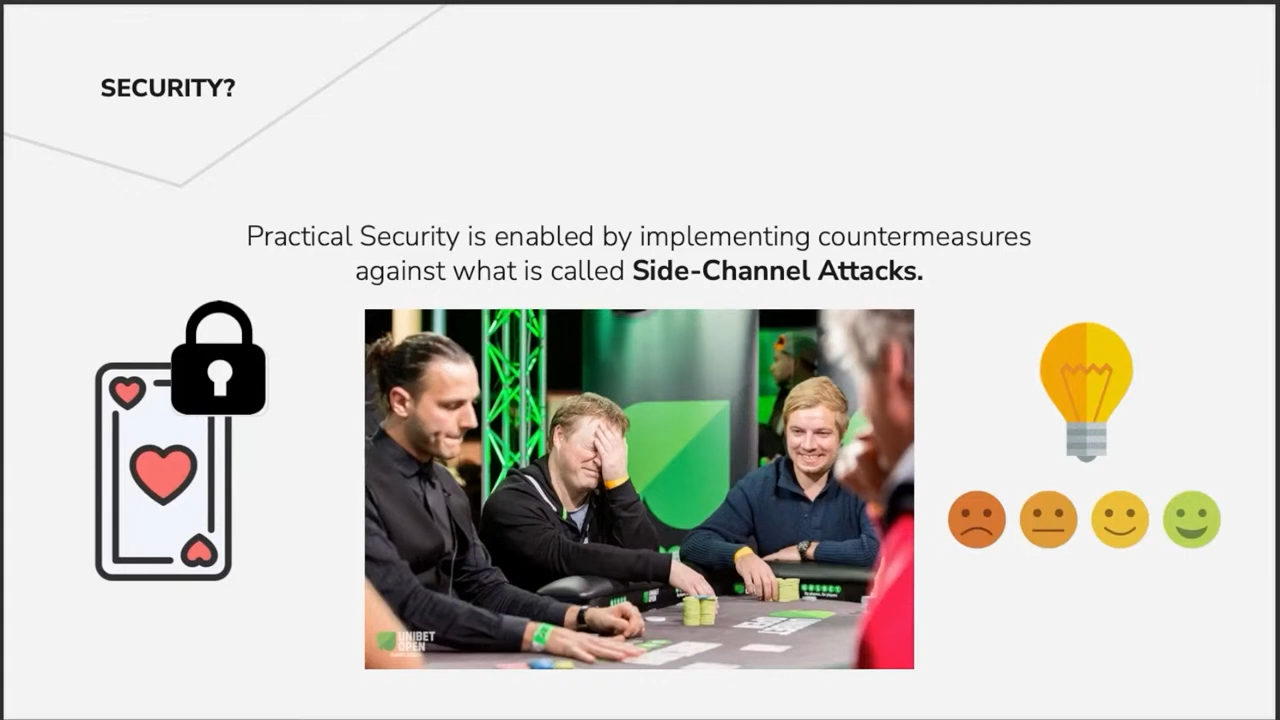 SECURITY?
Practical Security is enabled by implementing countermeasures
against what is called Side-Channel Attacks.
UNIBET
OPEN